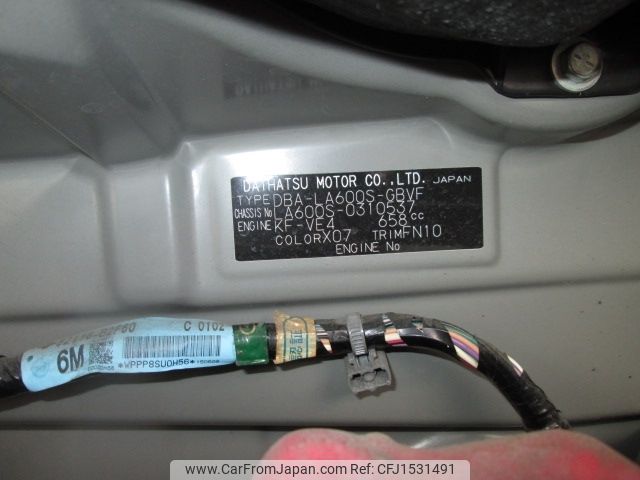 DAIHATSU MOTOR CO.,LTD. JAPAN
TYPE DBA-LA600S-GBVF
CHASSIS No LA600S-0310537
ENGINE KF-VE4 658cc
COLOR X07 TRIM FN10
ENGINE No
C 0102
6M
*WPPP8SU0H56*
www.CarFromJapan.com | CFJ1531491